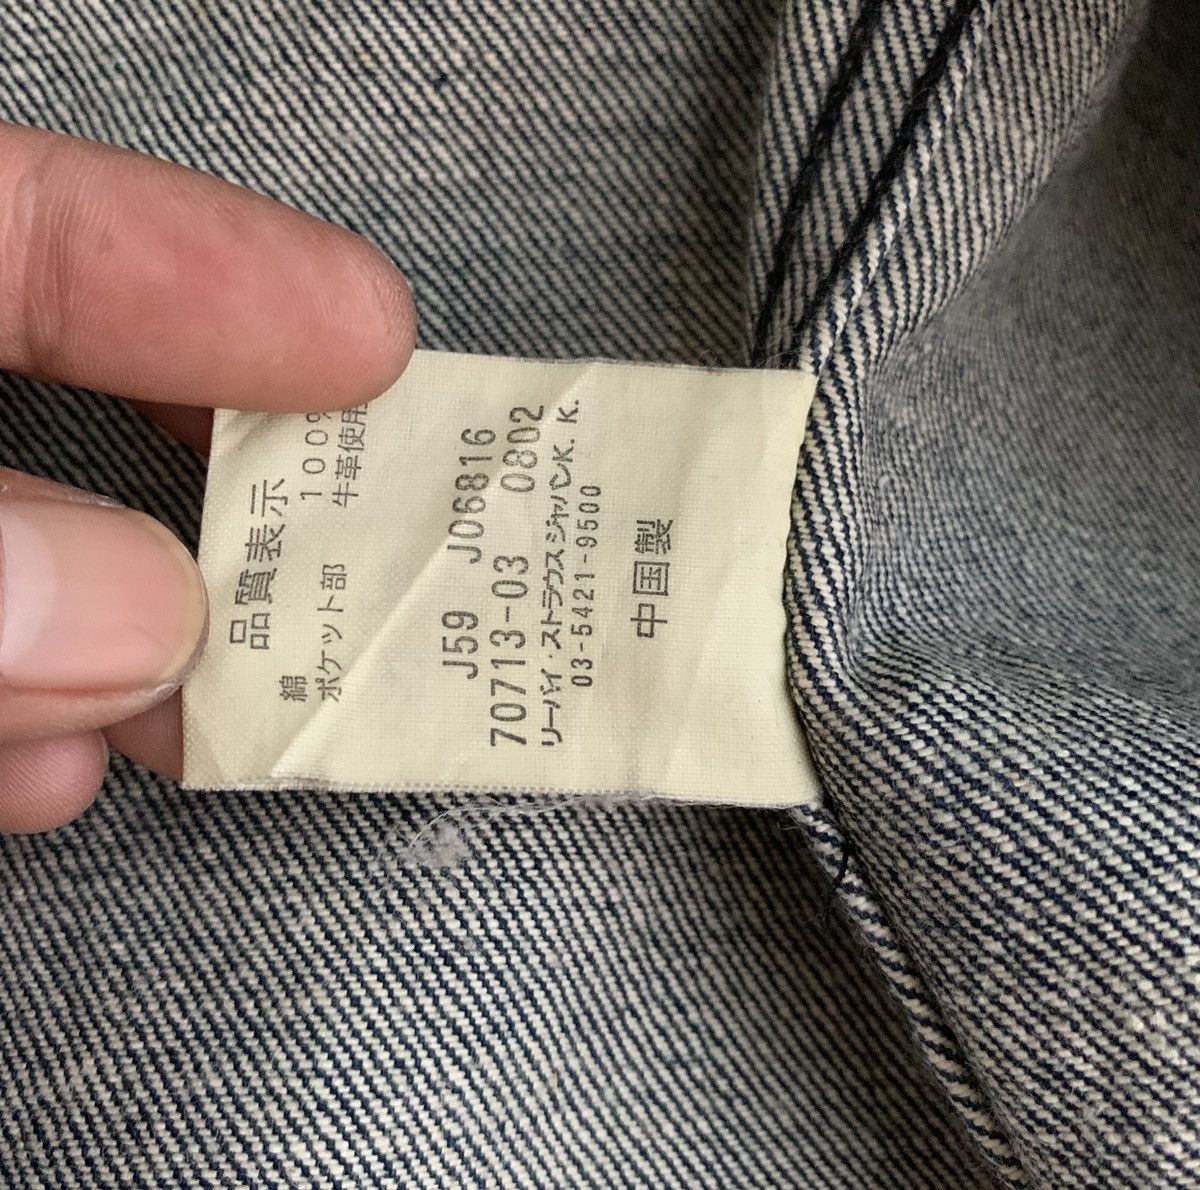 品質表示
綿 100%
ポケット部 牛革使用
J59 J06816
70713-03 0802
リーバイ・ストラウス ジャパンK. K.
03-5421-9500
中国製